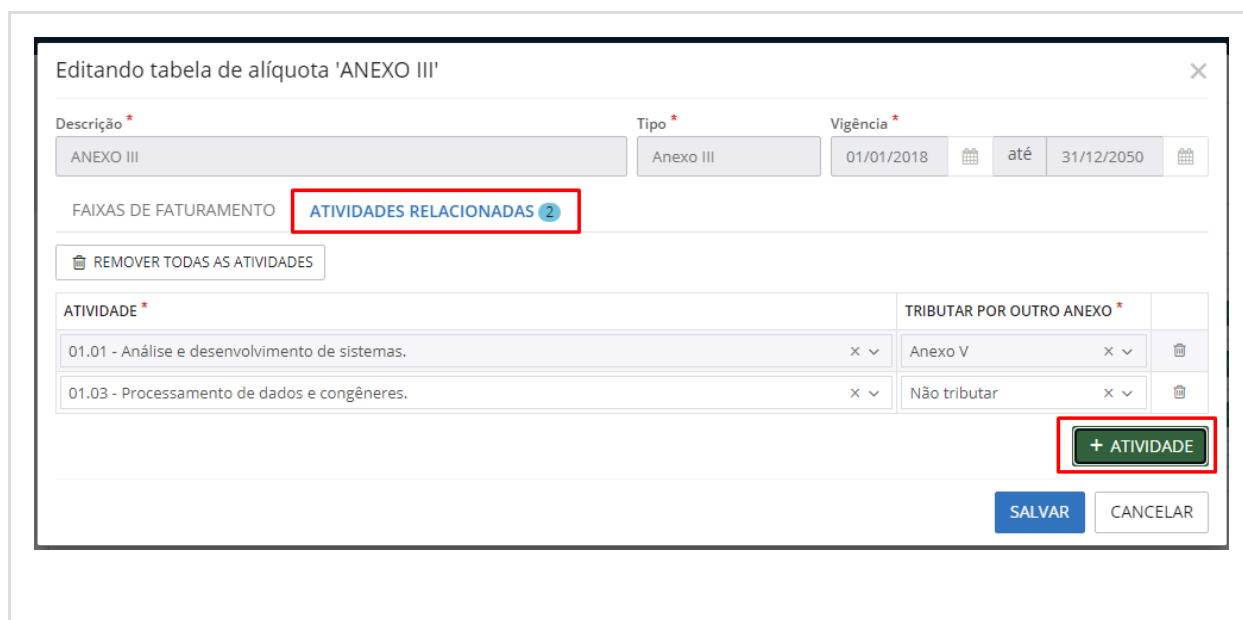 Editando tabela de alíquota 'ANEXO III'
Descrição * Tipo * Vigência *
ANEXO III Anexo III 01/01/2018 até 31/12/2050
FAIXAS DE FATURAMENTO ATIVIDADES RELACIONADAS 2
REMOVER TODAS AS ATIVIDADES
ATIVIDADE * TRIBUTAR POR OUTRO ANEXO *
01.01 - Análise e desenvolvimento de sistemas. Anexo V
01.03 - Processamento de dados e congêneres. Não tributar
+ ATIVIDADE
SALVAR CANCELAR